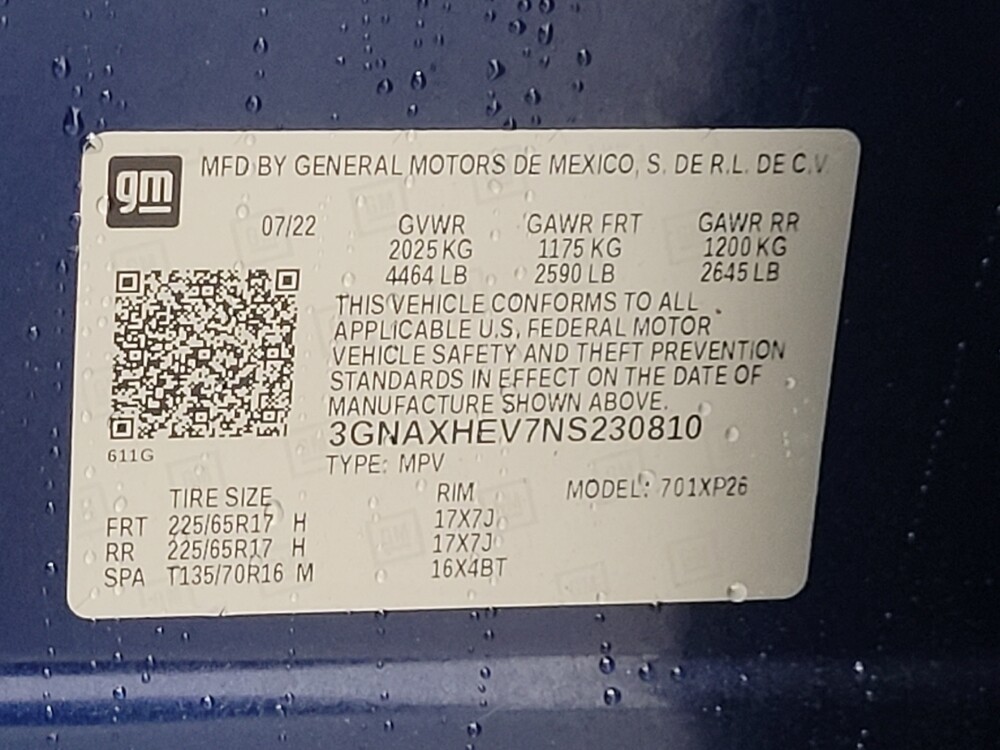 gm
MFD BY GENERAL MOTORS DE MEXICO, S. DE R.L. DE C.V.
07/22 GVWR GAWR FRT GAWR RR
2025 KG 1175 KG 1200 KG
4464 LB 2590 LB 2645 LB
THIS VEHICLE CONFORMS TO ALL
APPLICABLE U.S. FEDERAL MOTOR
VEHICLE SAFETY AND THEFT PREVENTION
STANDARDS IN EFFECT ON THE DATE OF
MANUFACTURE SHOWN ABOVE.
3GNAXHEV7NS230810
611G
TYPE: MPV
TIRE SIZE RIM MODEL: 701XP26
FRT 225/65R17 H 17X7J
RR 225/65R17 H 17X7J
SPA T135/70R16 M 16X4BT